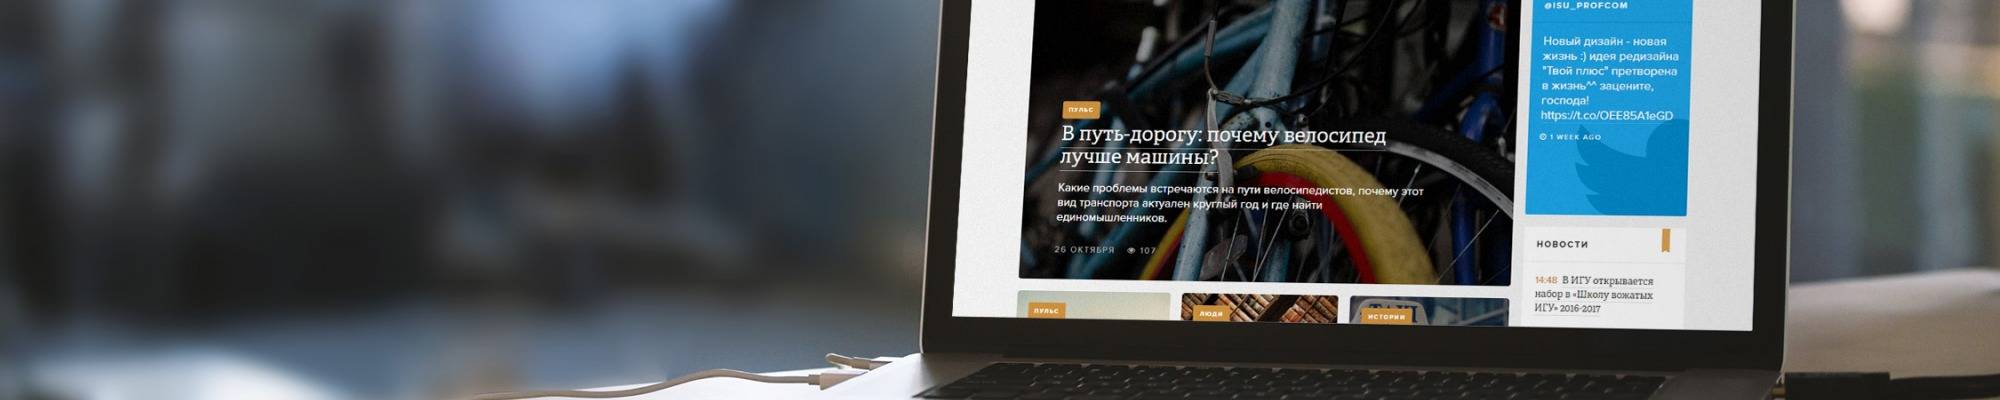 ПУЛЬС
В путь-дорогу: почему велосипед
лучше машины?
Какие проблемы встречаются на пути велосипедистов, почему этот
вид транспорта актуален круглый год и где найти
единомышленников.
26 ОКТЯБРЯ 107
ПУЛЬС
ЛЮДИ
ИСТОРИИ
@ISU_PROFCOM
Новый дизайн - новая
жизнь :) идея редизайна
"Твой плюс" претворена
в жизнь^^ зацените,
господа!
https://t.co/OEE85A1eGD
1 WEEK AGO
НОВОСТИ
14:48 В ИГУ открывается
набор в «Школу вожатых
ИГУ» 2016-2017